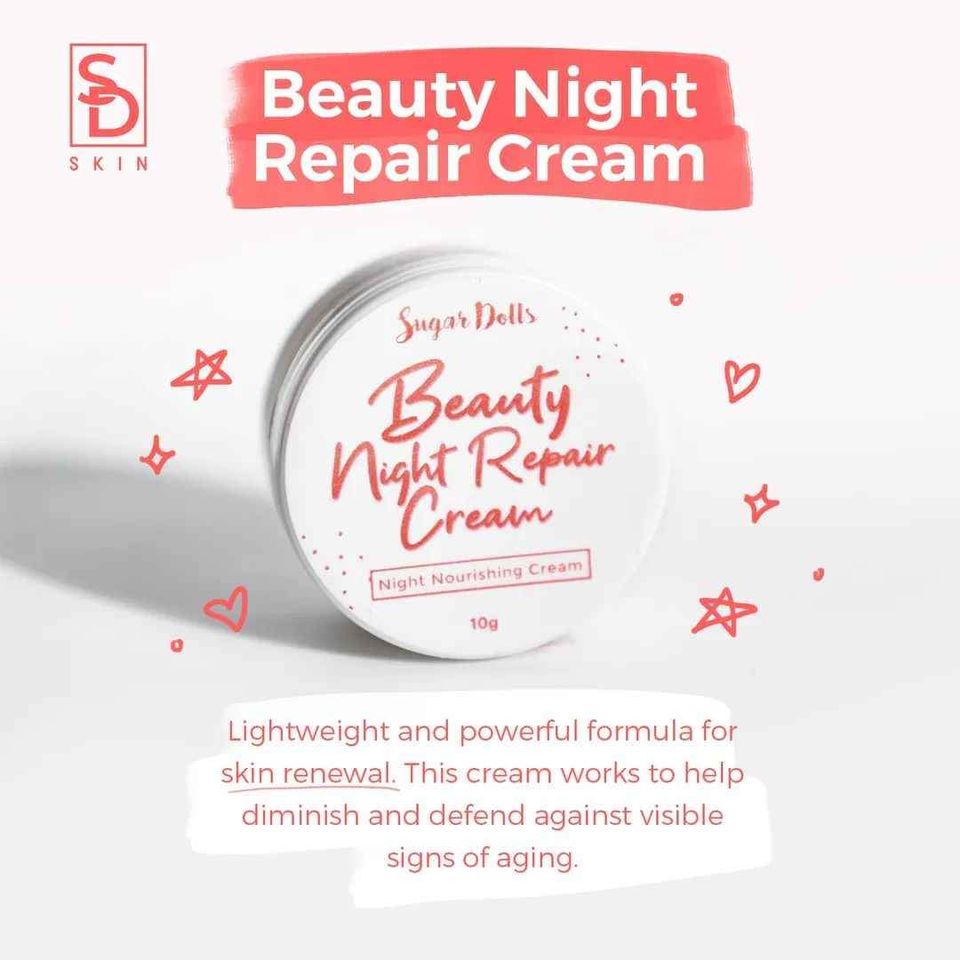 SD
SKIN
Beauty Night
Repair Cream
Sugar Dolls
Beauty
Night Repair
Cream
Night Nourishing Cream
10g
Lightweight and powerful formula for
skin renewal. This cream works to help
diminish and defend against visible
signs of aging.